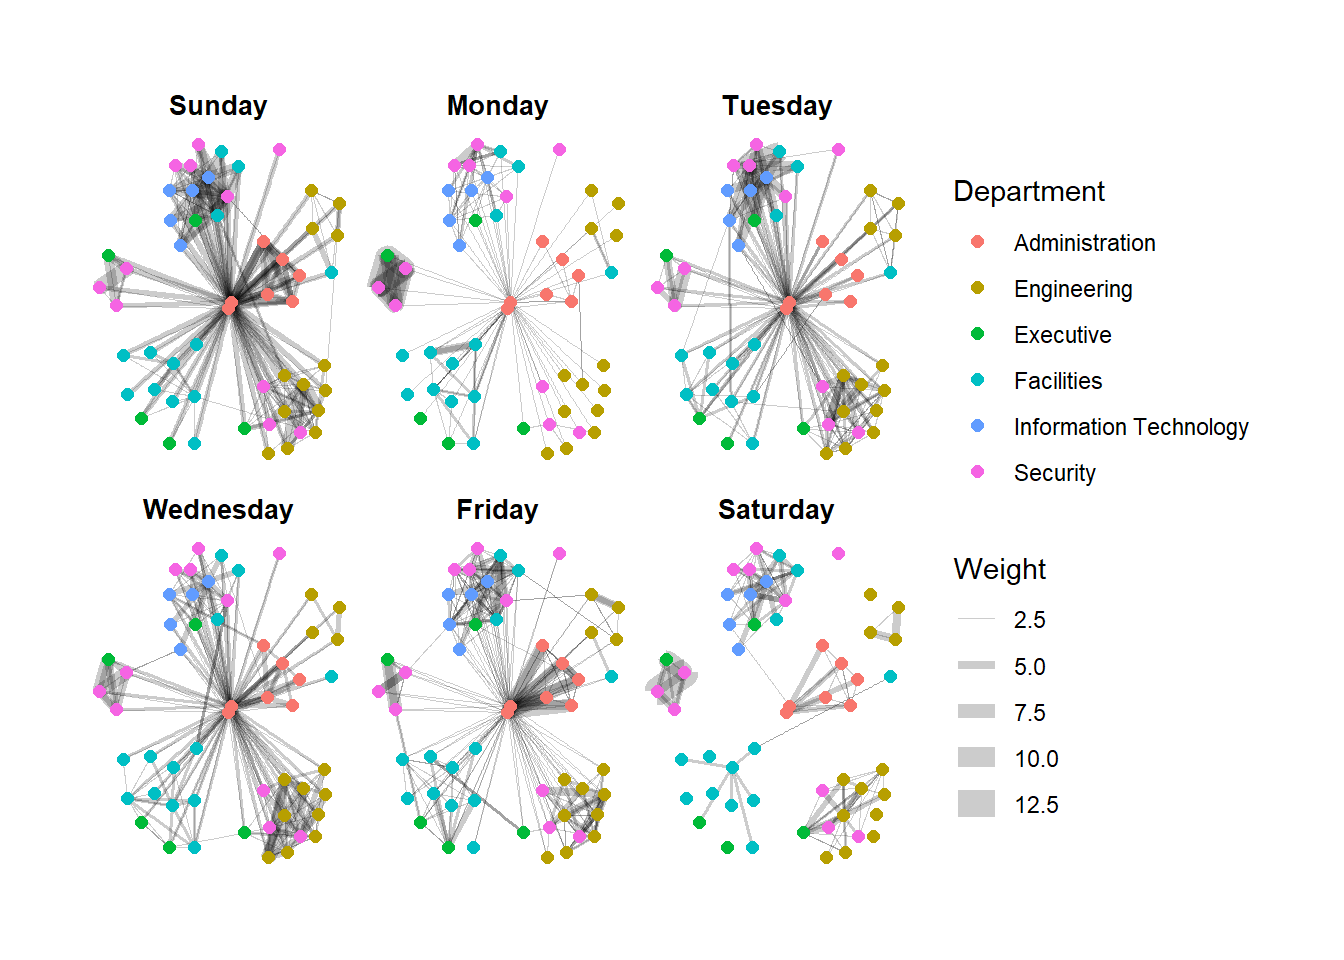 Sunday
Monday
Tuesday
Wednesday
Friday
Saturday
Department
Administration
Engineering
Executive
Facilities
Information Technology
Security
Weight
2.5
5.0
7.5
10.0
12.5